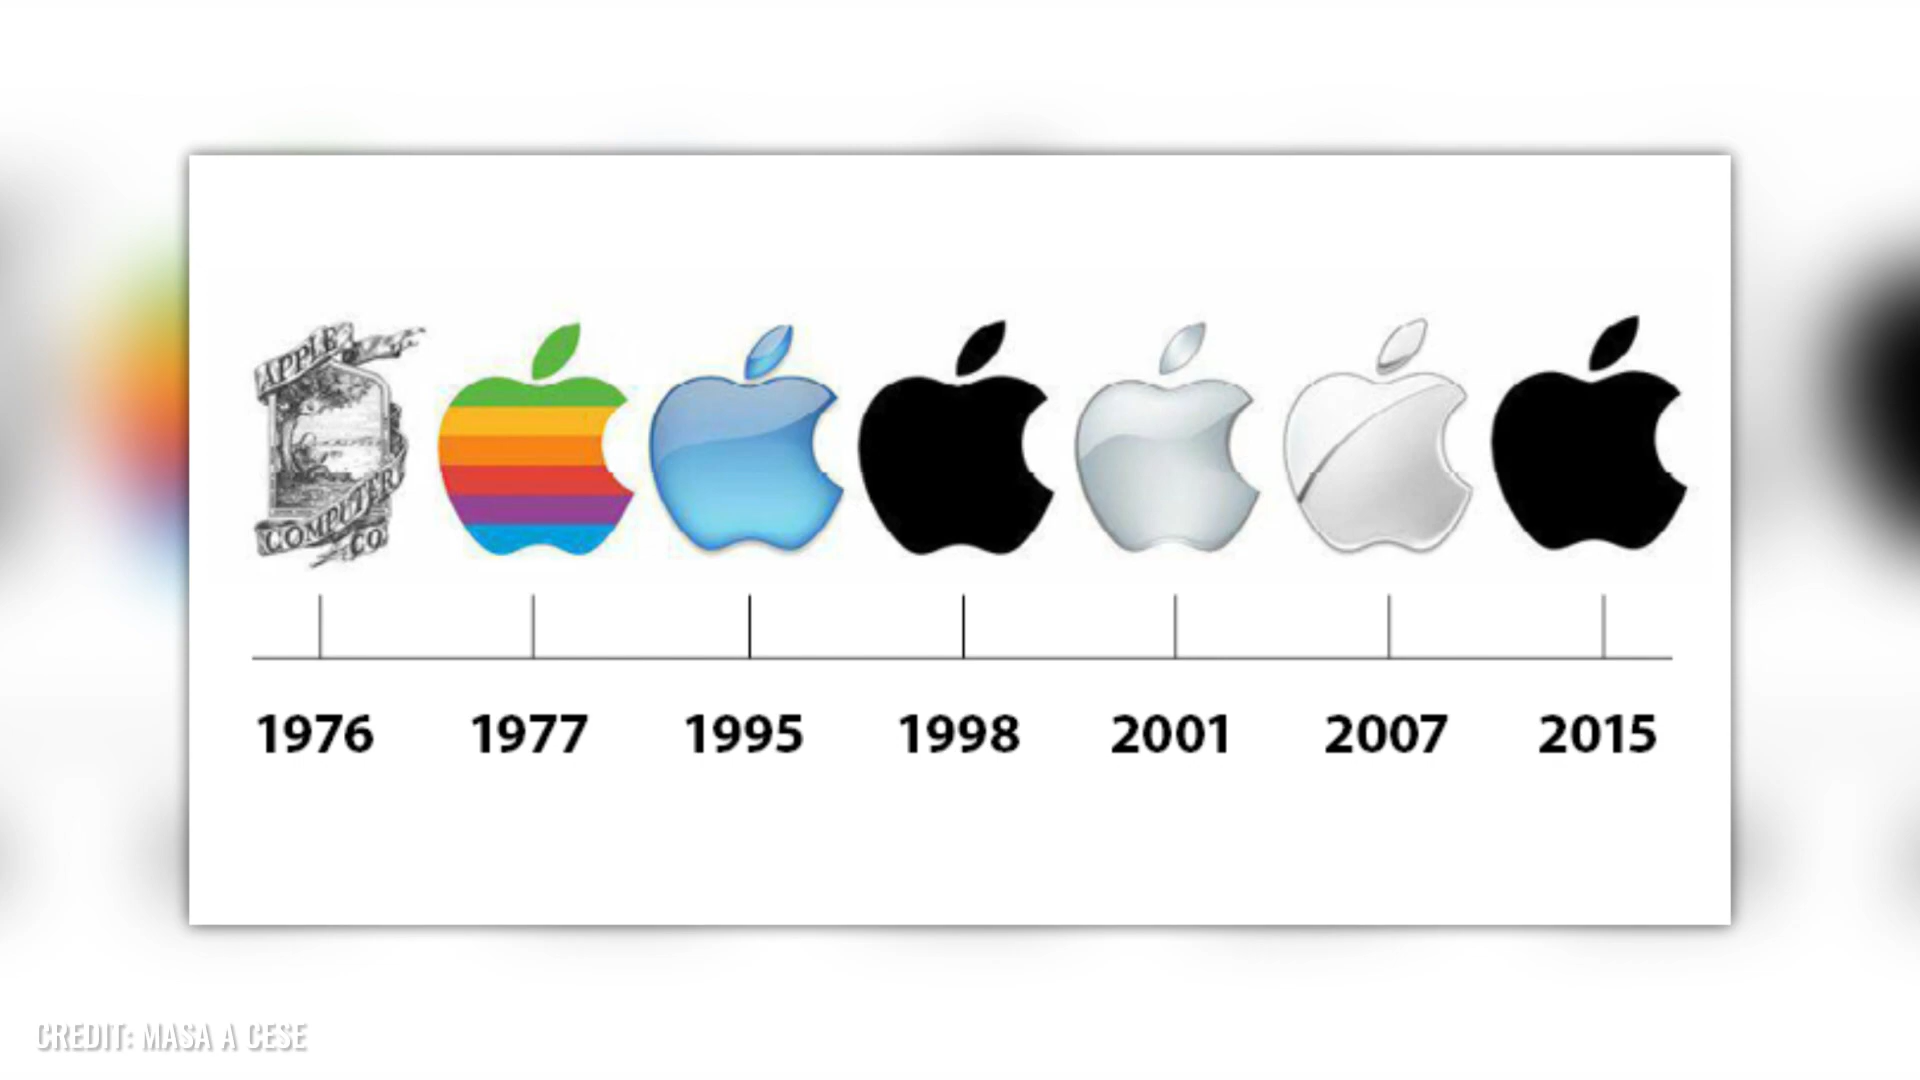 APPLE
COMPUTER
CO.
1976 1977 1995 1998 2001 2007 2015
CREDIT: MASA A CESE